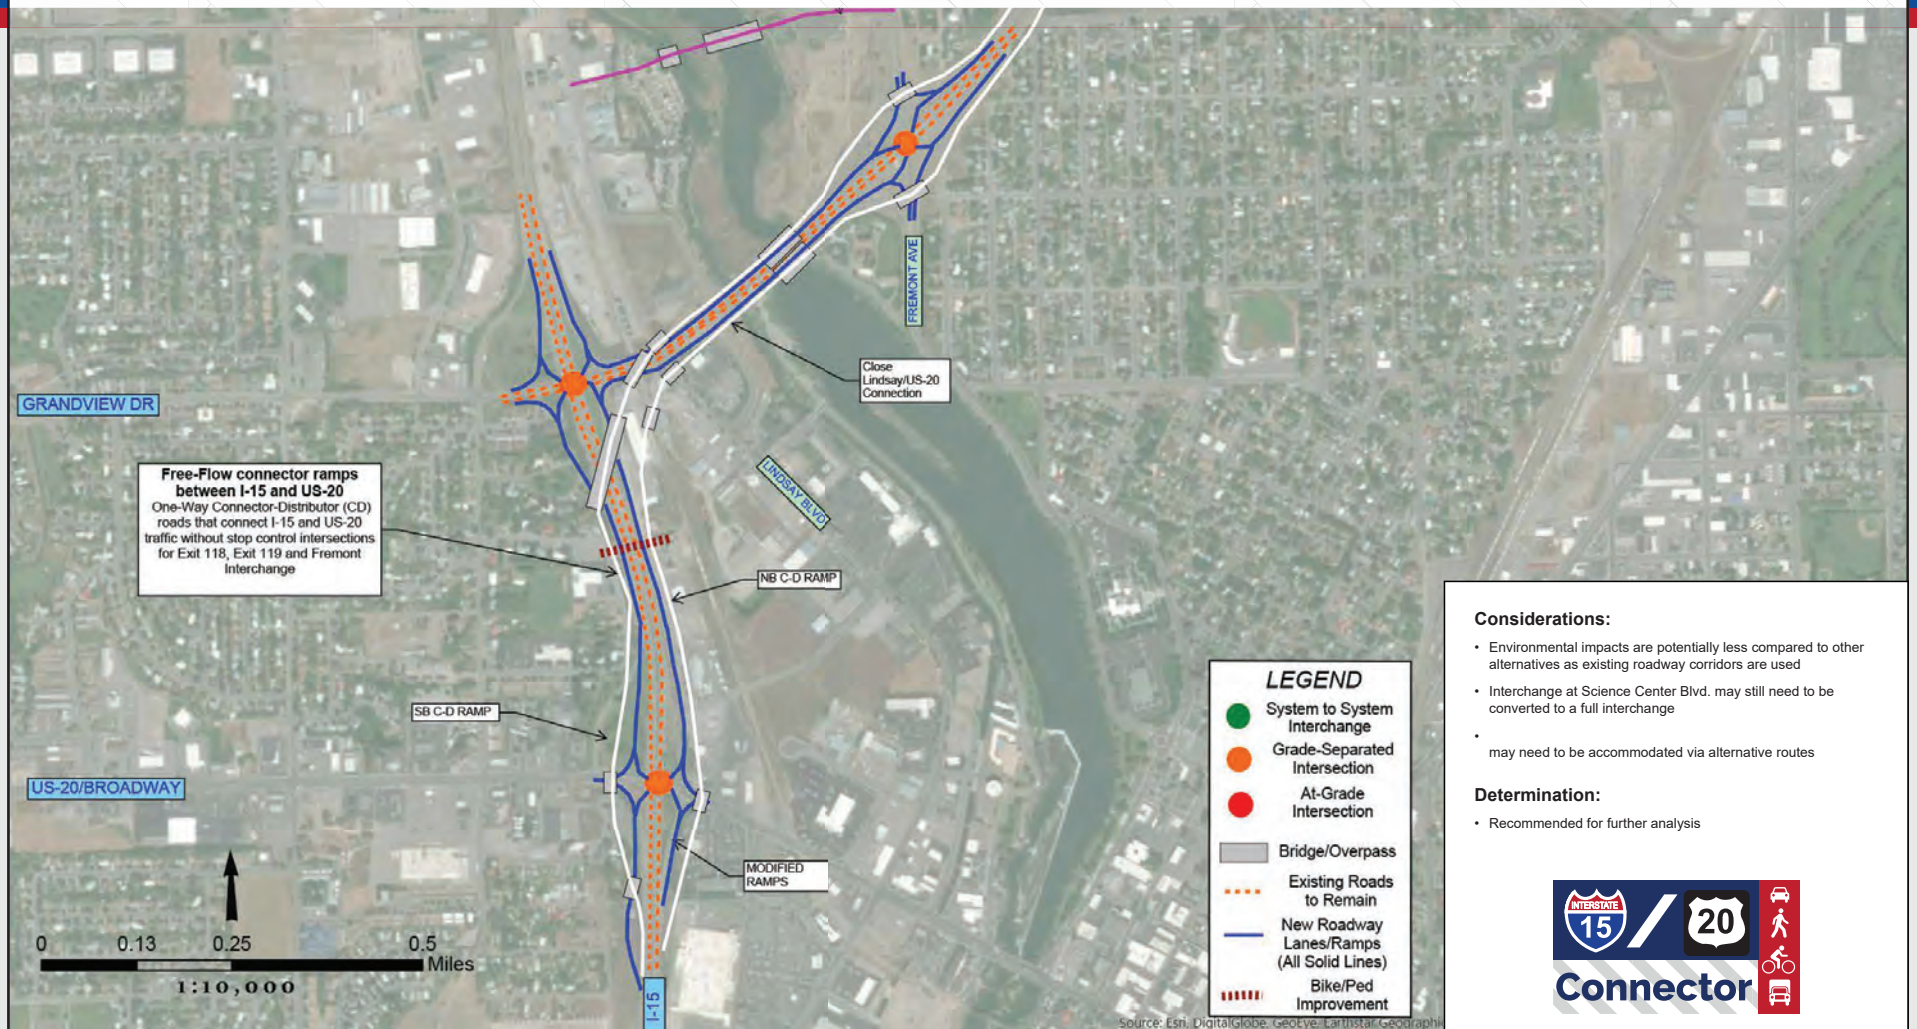 FREMONT AVE
Close
Lindsay/US-20
Connection
GRANDVIEW DR
Free-Flow connector ramps
between I-15 and US-20
One-Way Connector-Distributor (CD)
roads that connect I-15 and US-20
traffic without stop control intersections
for Exit 118, Exit 119 and Fremont
Interchange
LINDSAY BLVD
NB C-D RAMP
SB C-D RAMP
US-20/BROADWAY
MODIFIED
RAMPS
0 0.13 0.25 0.5
Miles
1:10,000
I-15
LEGEND
System to System
Interchange
Grade-Separated
Intersection
At-Grade
Intersection
Bridge/Overpass
Existing Roads
to Remain
New Roadway
Lanes/Ramps
(All Solid Lines)
Bike/Ped
Improvement
Source: Esri, DigitalGlobe, GeoEye, Earthstar Geographic
Considerations:
• Environmental impacts are potentially less compared to other
alternatives as existing roadway corridors are used
• Interchange at Science Center Blvd. may still need to be
converted to a full interchange
•
may need to be accommodated via alternative routes
Determination:
• Recommended for further analysis
INTERSTATE
15
20
Connector